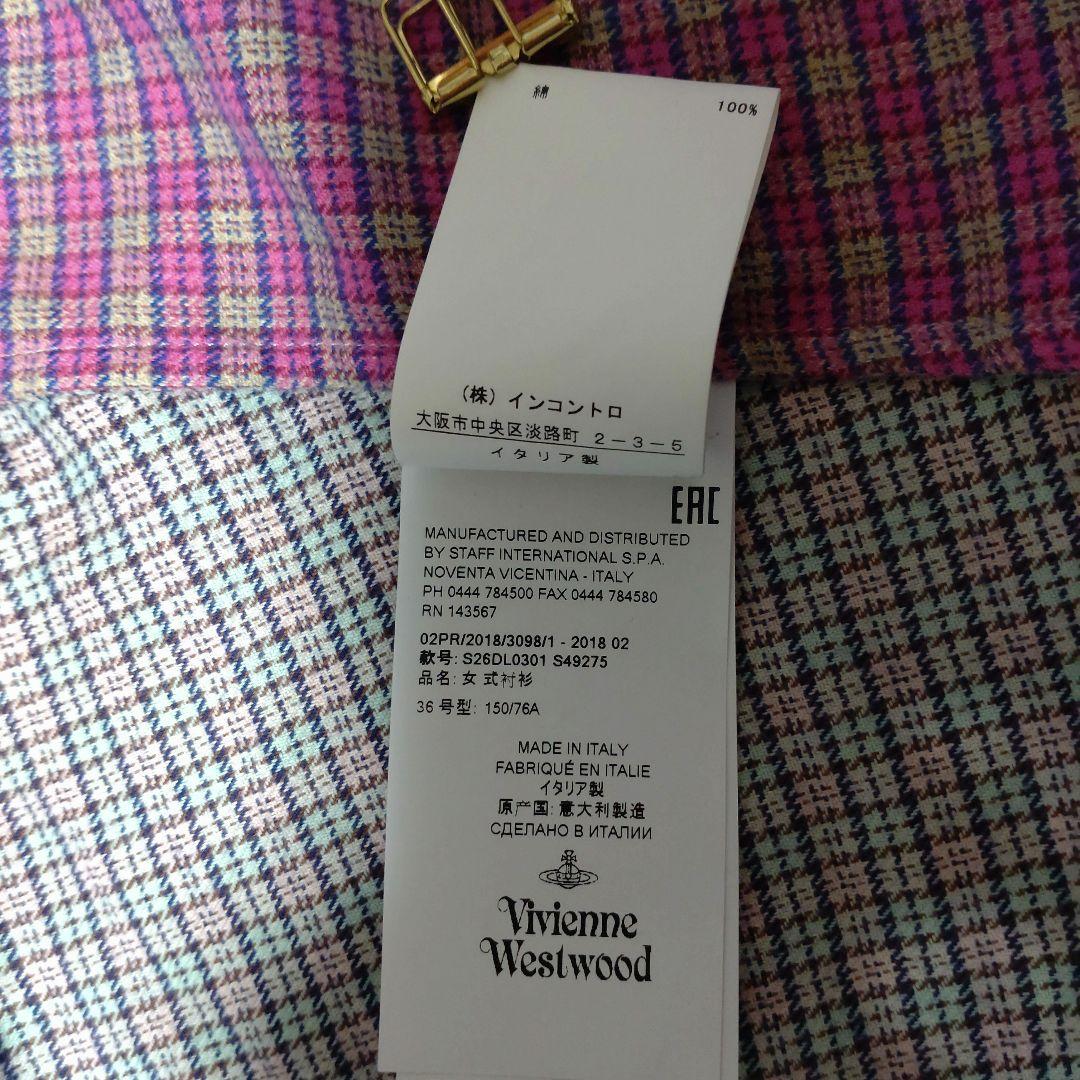 綿 100%
(株) インコントロ
大阪市中央区淡路町 2-3-5
イタリア製
EAC
MANUFACTURED AND DISTRIBUTED
BY STAFF INTERNATIONAL S.P.A.
NOVENTA VICENTINA - ITALY
PH 0444 784500 FAX 0444 784580
RN 143567
02PR/2018/3098/1 - 2018 02
款号: S26DL0301 S49275
品名: 女式衬衫
36 号型: 150/76A
MADE IN ITALY
FABRIQUÉ EN ITALIE
イタリア製
原产国: 意大利製造
СДЕЛАНО В ИТАЛИИ
Vivienne
Westwood